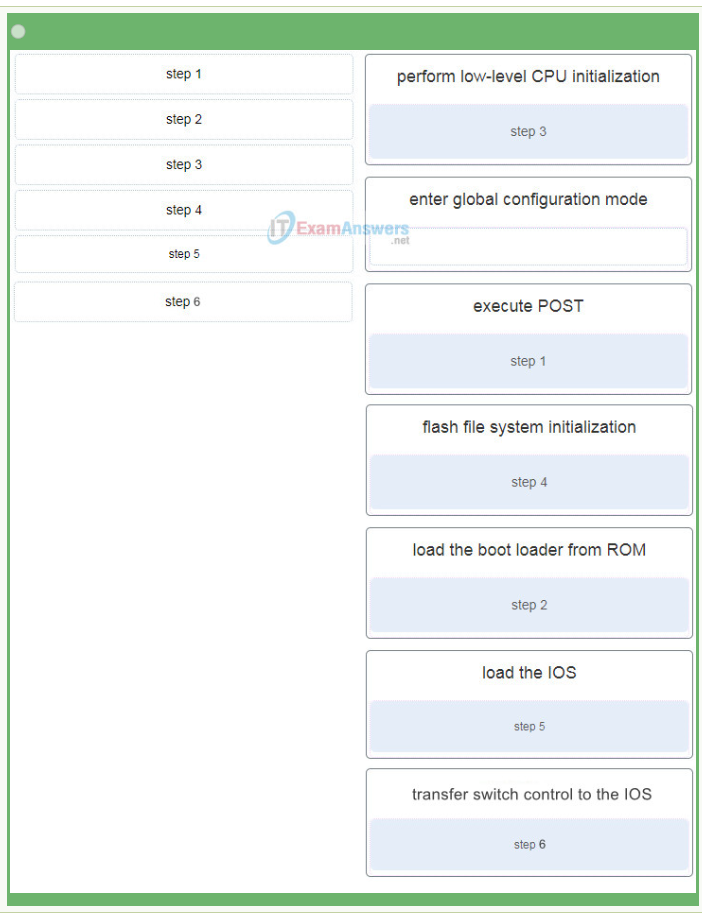 step 1
step 2
step 3
step 4
step 5
step 6
perform low-level CPU initialization
step 3
enter global configuration mode
ITExamAnswers
.net
execute POST
step 1
flash file system initialization
step 4
load the boot loader from ROM
step 2
load the IOS
step 5
transfer switch control to the IOS
step 6